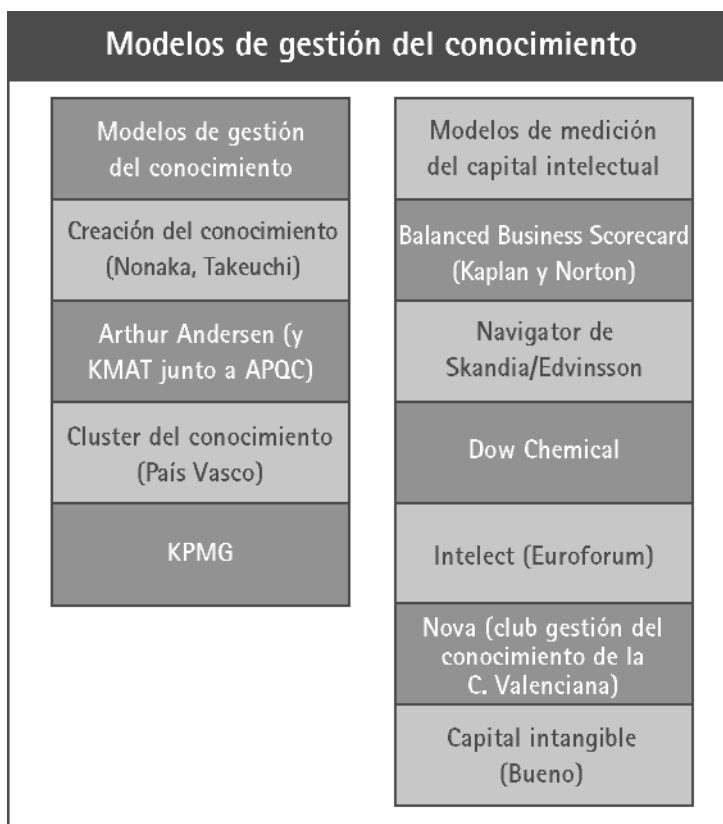 Modelos de gestión del conocimiento
Modelos de gestión
del conocimiento
Creación del conocimiento
(Nonaka, Takeuchi)
Arthur Andersen (y
KMAT junto a APQC)
Cluster del conocimiento
(País Vasco)
KPMG
Modelos de medición
del capital intelectual
Balanced Business Scorecard
(Kaplan y Norton)
Navigator de
Skandia/Edvinsson
Dow Chemical
Intelect (Euroforum)
Nova (club gestión del
conocimiento de la
C. Valenciana)
Capital intangible
(Bueno)